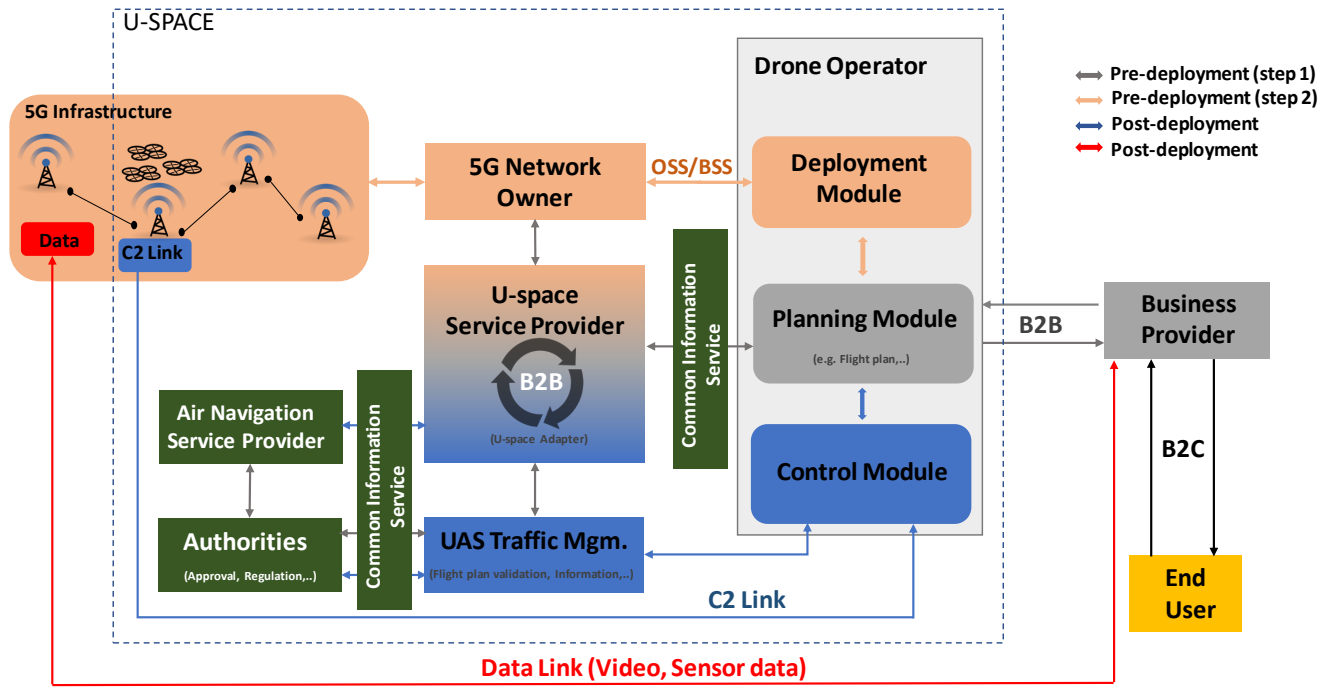 U-SPACE
Drone Operator
Pre-deployment (step 1)
Pre-deployment (step 2)
Post-deployment
Post-deployment
5G Infrastructure
Data
C2 Link
5G Network
Owner
OSS/BSS
Deployment
Module
U-space
Service Provider
B2B
(U-space Adapter)
Common Information
Service
Planning Module
(e.g. Flight plan,..)
B2B
Business
Provider
Air Navigation
Service Provider
Common Information
Service
Control Module
B2C
Authorities
(Approval, Regulation,..)
UAS Traffic Mgm.
(Flight plan validation, Information,..)
C2 Link
End
User
Data Link (Video, Sensor data)